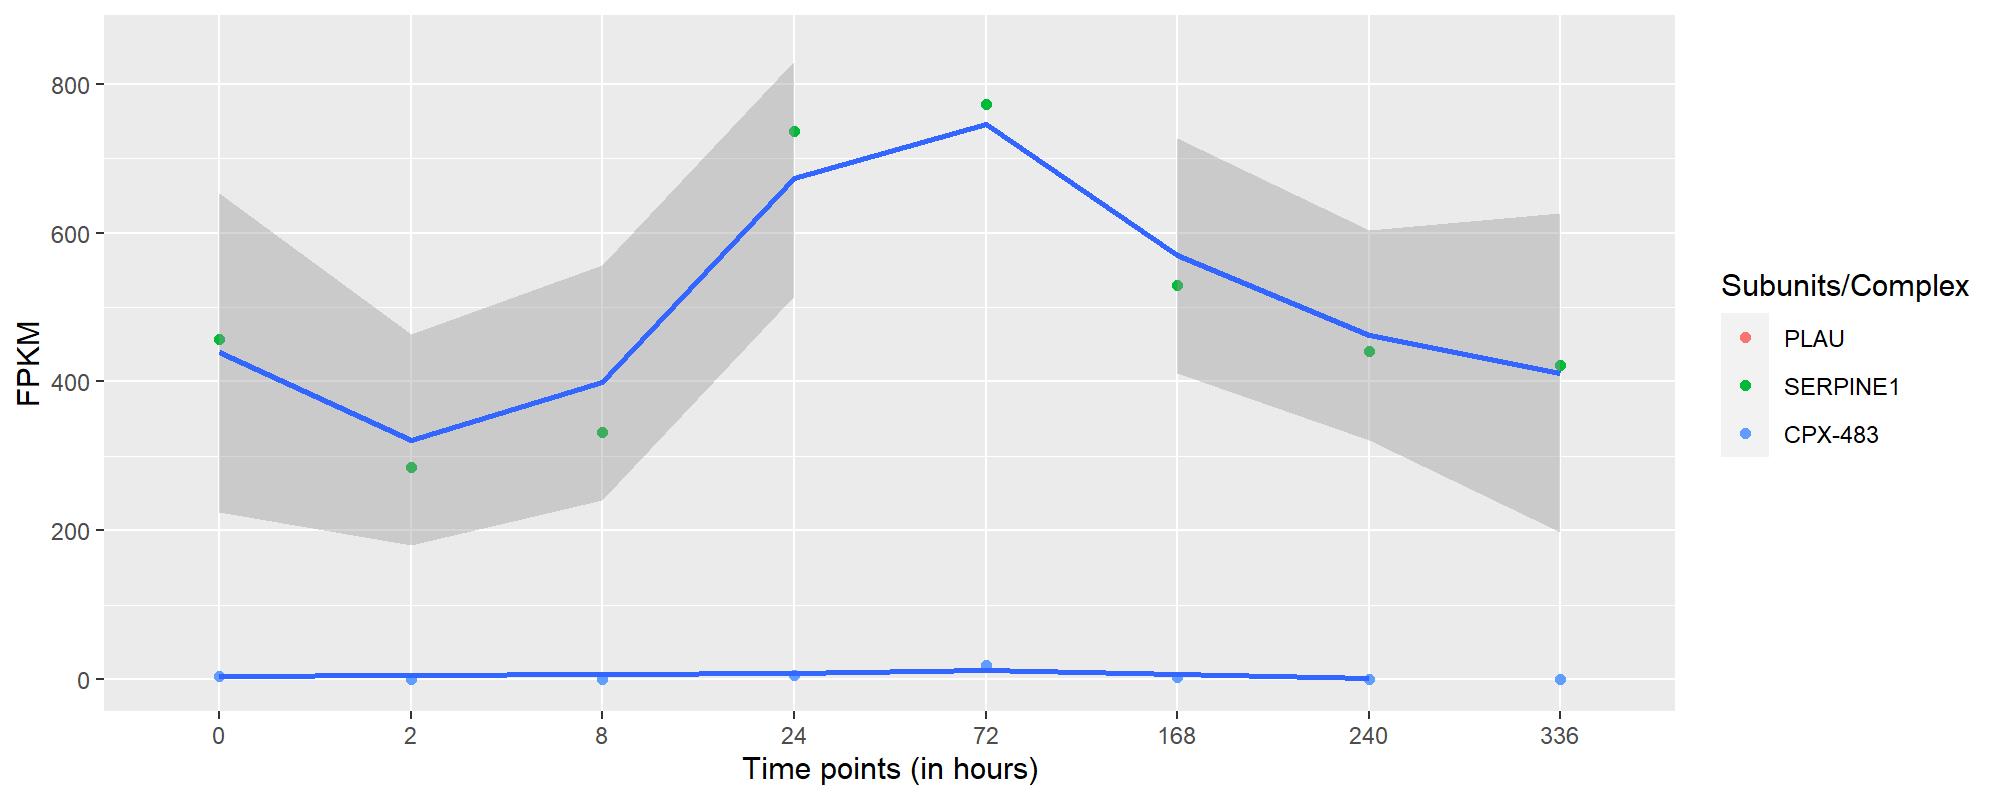 800
600
400
200
0
FPKM
0 2 8 24 72 168 240 336
Time points (in hours)
Subunits/Complex
PLAU
SERPINE1
CPX-483